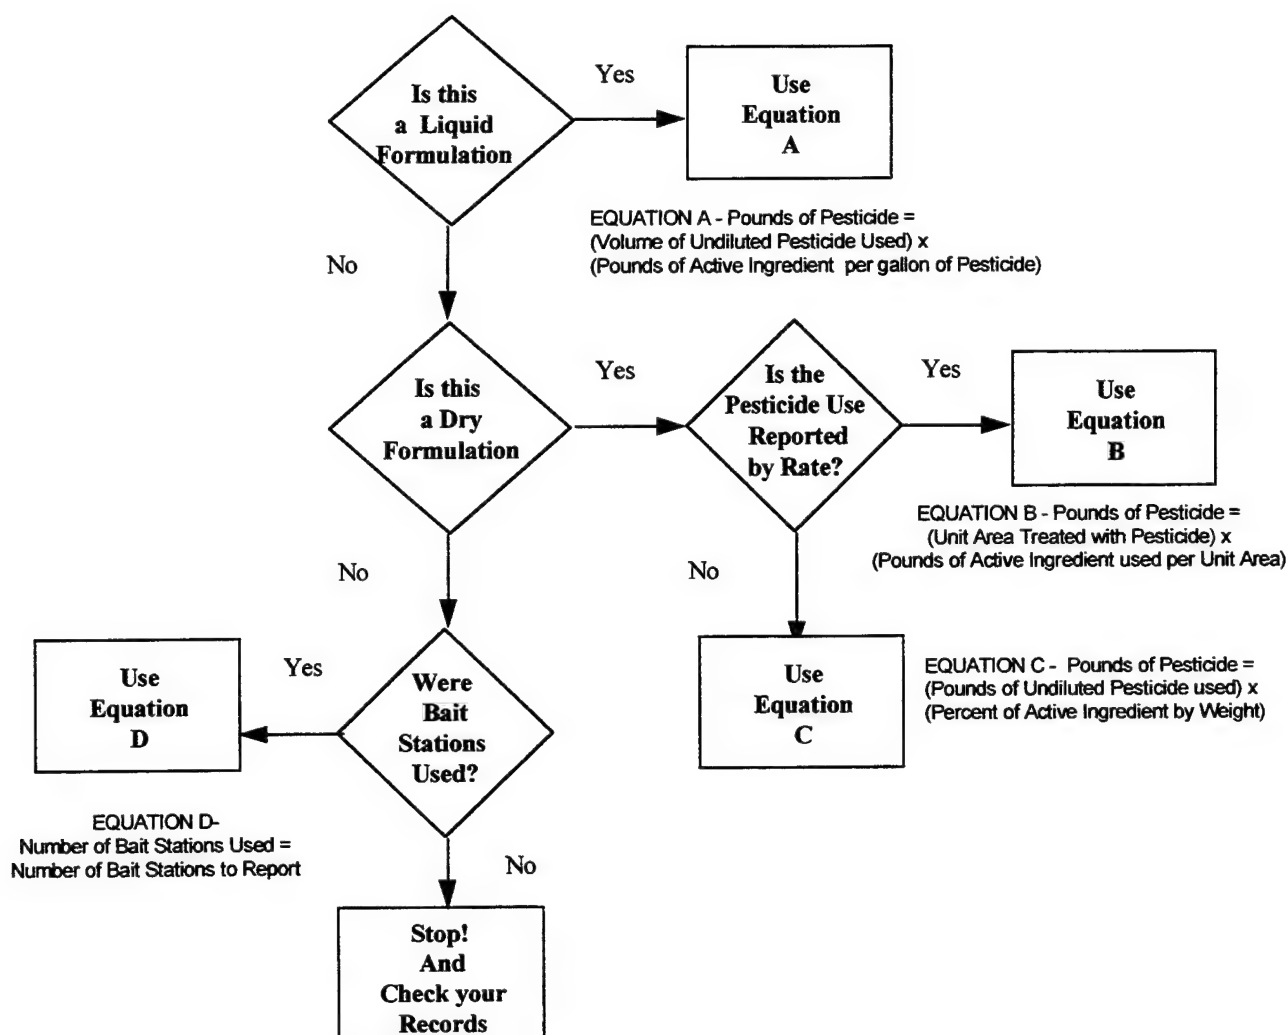 Is this
a Liquid
Formulation
Yes
Use
Equation
A
EQUATION A - Pounds of Pesticide =
(Volume of Undiluted Pesticide Used) x
(Pounds of Active Ingredient per gallon of Pesticide)
No
Is this
a Dry
Formulation
Yes
Is the
Pesticide Use
Reported
by Rate?
Yes
Use
Equation
B
EQUATION B - Pounds of Pesticide =
(Unit Area Treated with Pesticide) x
(Pounds of Active Ingredient used per Unit Area)
No
No
Use
Equation
C
EQUATION C - Pounds of Pesticide =
(Pounds of Undiluted Pesticide used) x
(Percent of Active Ingredient by Weight)
Were
Bait
Stations
Used?
Yes
Use
Equation
D
EQUATION D-
Number of Bait Stations Used =
Number of Bait Stations to Report
No
Stop!
And
Check your
Records